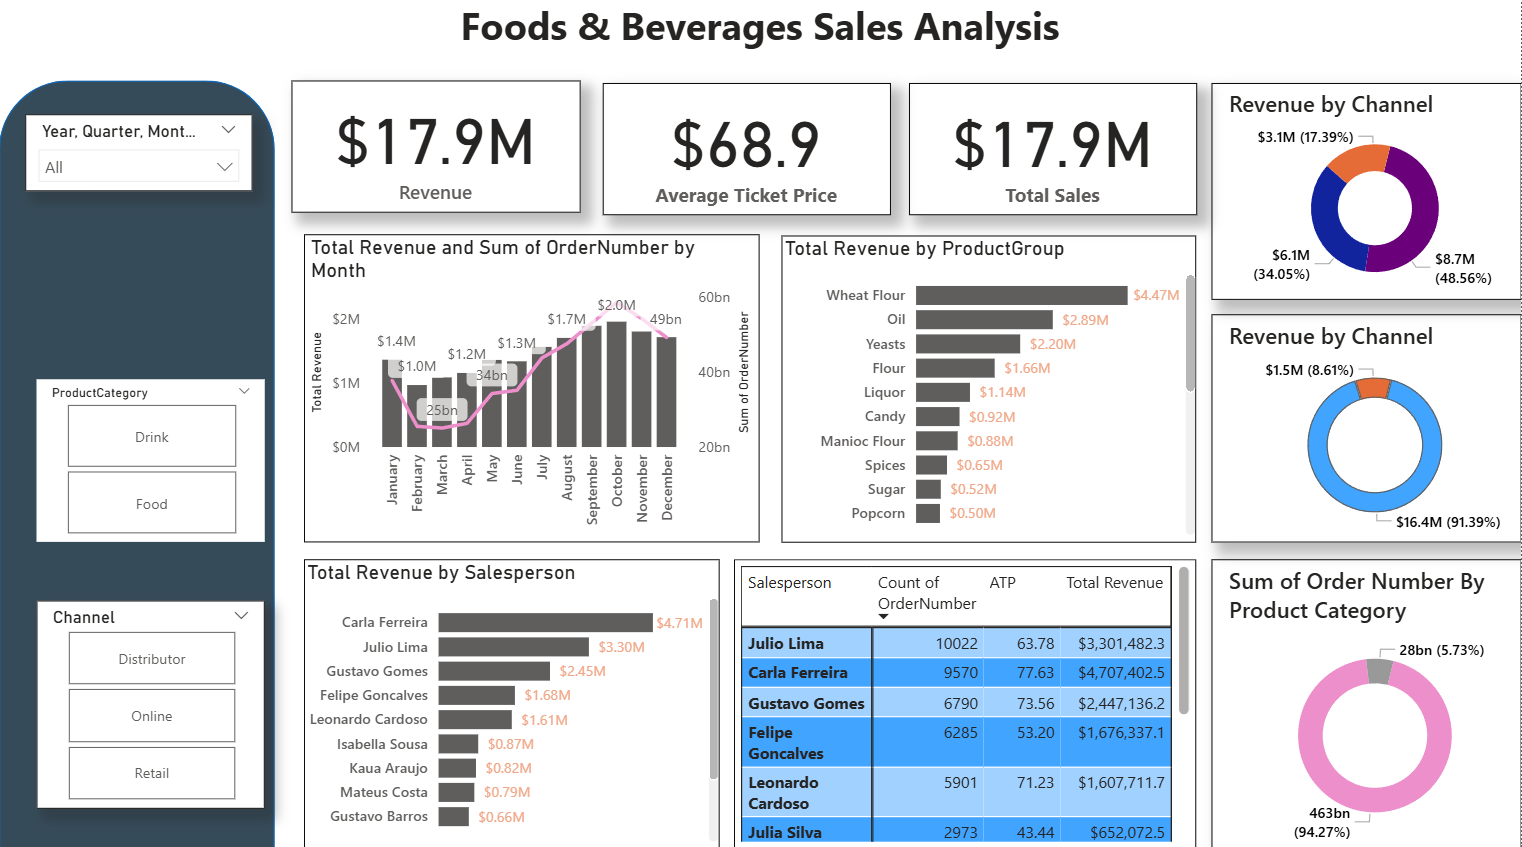 Foods & Beverages Sales Analysis
Year, Quarter, Mont...
All
ProductCategory
Drink
Food
Channel
Distributor
Online
Retail
$17.9M
Revenue
$68.9
Average Ticket Price
$17.9M
Total Sales
Total Revenue and Sum of OrderNumber by
Month
Total Revenue
$2M
$1M
$0M
$1.4M
$1.0M
$1.2M
$1.3M
$1.7M
$2.0M
25bn
34bn
49bn
60bn
40bn
20bn
Sum of OrderNumber
January
February
March
April
May
June
July
August
September
October
November
December
Total Revenue by ProductGroup
Wheat Flour $4.47M
Oil $2.89M
Yeasts $2.20M
Flour $1.66M
Liquor $1.14M
Candy $0.92M
Manioc Flour $0.88M
Spices $0.65M
Sugar $0.52M
Popcorn $0.50M
Revenue by Channel
$3.1M (17.39%)
$6.1M
(34.05%)
$8.7M
(48.56%)
Revenue by Channel
$1.5M (8.61%)
$16.4M (91.39%)
Total Revenue by Salesperson
Carla Ferreira $4.71M
Julio Lima $3.30M
Gustavo Gomes $2.45M
Felipe Goncalves $1.68M
Leonardo Cardoso $1.61M
Isabella Sousa $0.87M
Kaua Araujo $0.82M
Mateus Costa $0.79M
Gustavo Barros $0.66M
Salesperson Count of ATP Total Revenue
OrderNumber
Julio Lima 10022 63.78 $3,301,482.3
Carla Ferreira 9570 77.63 $4,707,402.5
Gustavo Gomes 6790 73.56 $2,447,136.2
Felipe 6285 53.20 $1,676,337.1
Goncalves
Leonardo 5901 71.23 $1,607,711.7
Cardoso
Julia Silva 2973 43.44 $652,072.5
Sum of Order Number By
Product Category
28bn (5.73%)
463bn
(94.27%)